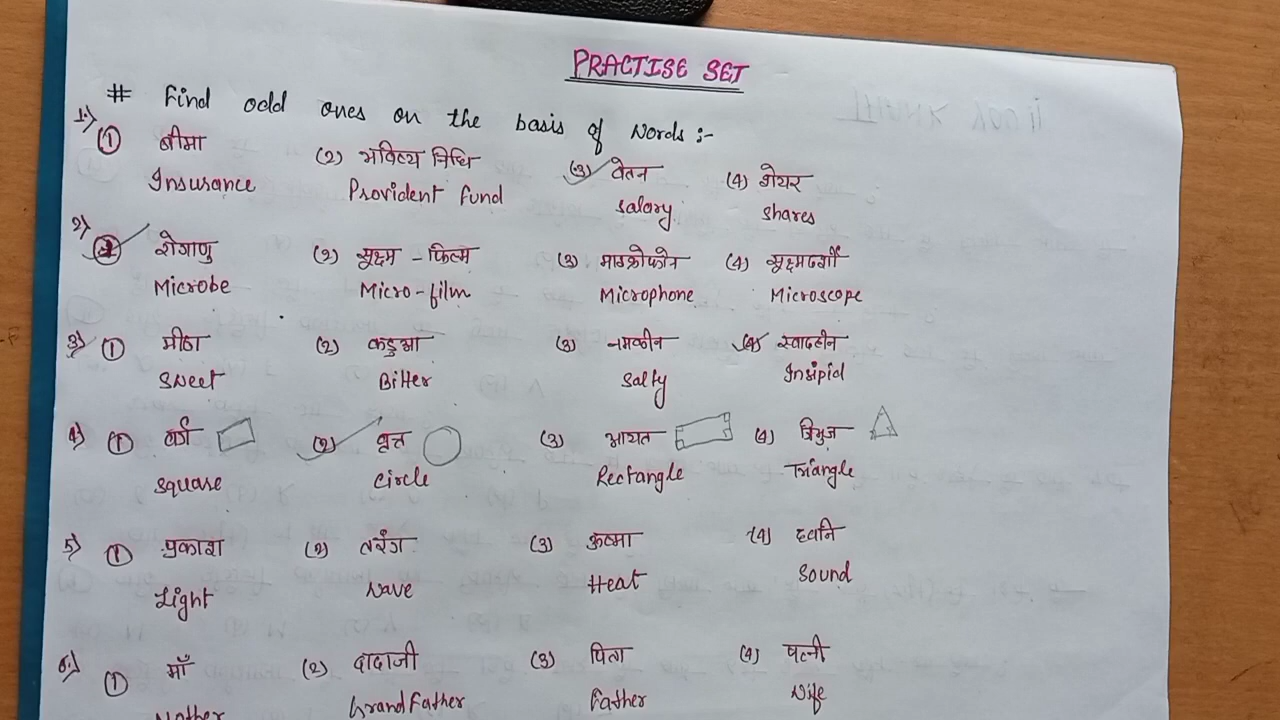 PRACTISE SET
# Find odd ones on the basis of words :-
1.) (1) बीमा (2) भविष्य निधि (3) वेतन (4) शेयर
Insurance Provident fund Salory Shares
2) (1) रोगाणु (2) सूक्ष्म - फिल्म (3) माइक्रोफोन (4) सूक्ष्मदर्शी
Microbe Micro-film Microphone Microscope
3) (1) मीठा (2) कडुआ (3) नमकीन (4) स्वादहीन
Sweet Bitter Salty Insipid
4) (1) वर्ग (2) वृत्त (3) आयत (4) त्रिभुज
Square Circle Rectangle Triangle
5) (1) प्रकाश (2) तरंग (3) ऊष्मा (4) ध्वनि
Light Wave Heat Sound
6.) (1) माँ (2) दादाजी (3) पिता (4) पत्नी
Mother GrandFather Father Wife